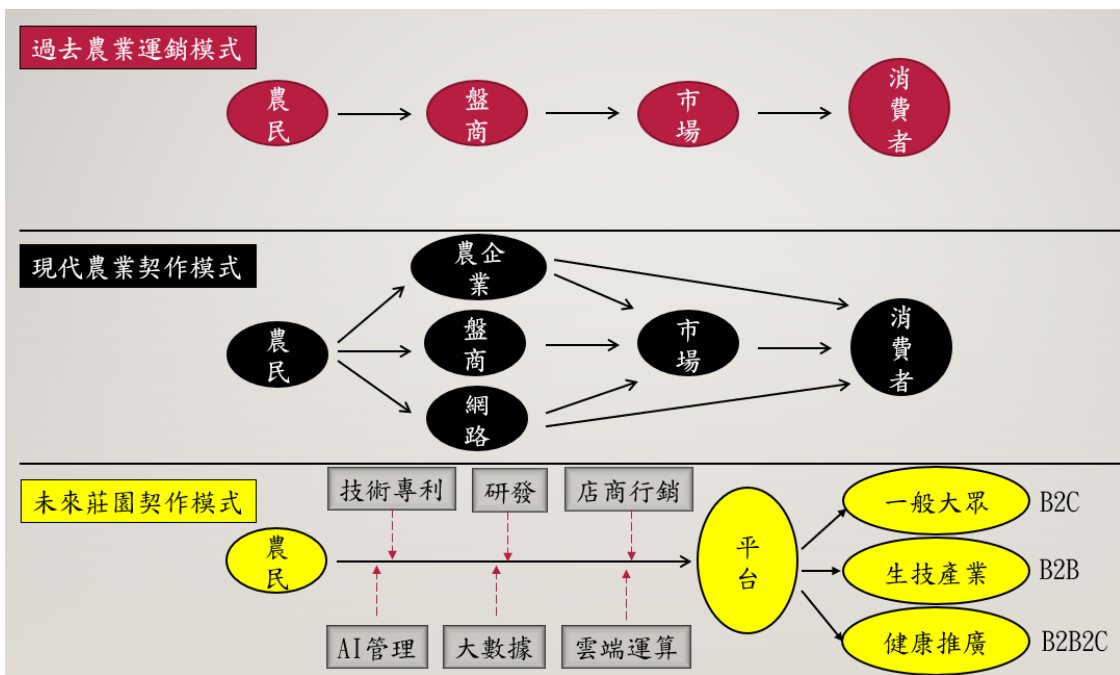 過去農業運銷模式
農民
盤商
市場
消費者
現代農業契作模式
農企業
農民
盤商
市場
消費者
網路
未來莊園契作模式
技術專利
研發
店商行銷
農民
平台
一般大眾
B2C
生技產業
B2B
健康推廣
B2B2C
AI管理
大數據
雲端運算